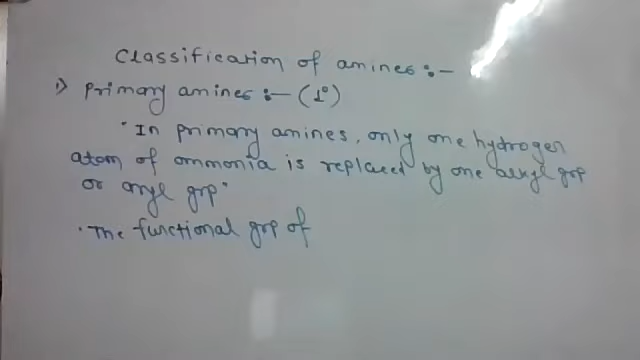 Classification of amines :-
1) Primary amines :- (1°)
"In primary amines, only one hydrogen
atom of ammonia is replaced by one alkyl grp
or aryl grp"
. The functional grp of